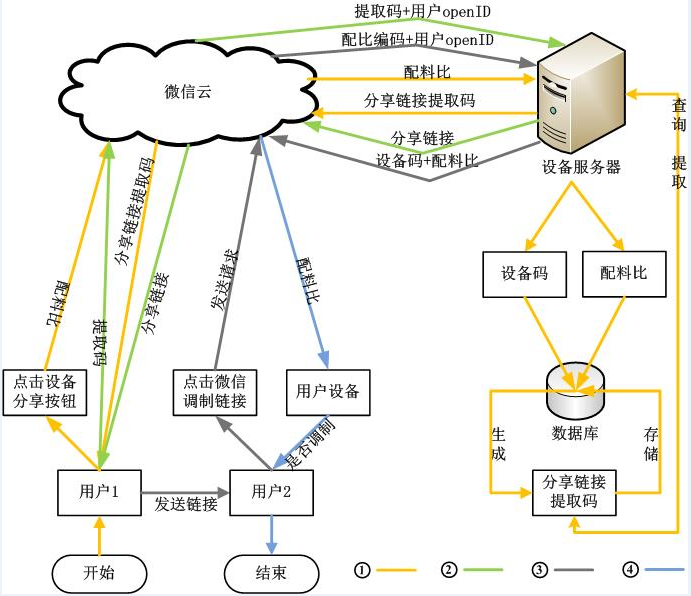 提取码+用户openID
配比编码+用户openID
配料比
微信云
分享链接提取码
分享链接
设备码+配料比
设备服务器
查询
提取
设备码
配料比
配料比
提取码
分享链接提取码
分享链接
发送请求
配料比
点击设备
分享按钮
点击微信
调制链接
用户设备
数据库
生成
存储
是否调制
用户1
发送链接
用户2
分享链接
提取码
开始
结束
①
②
③
④